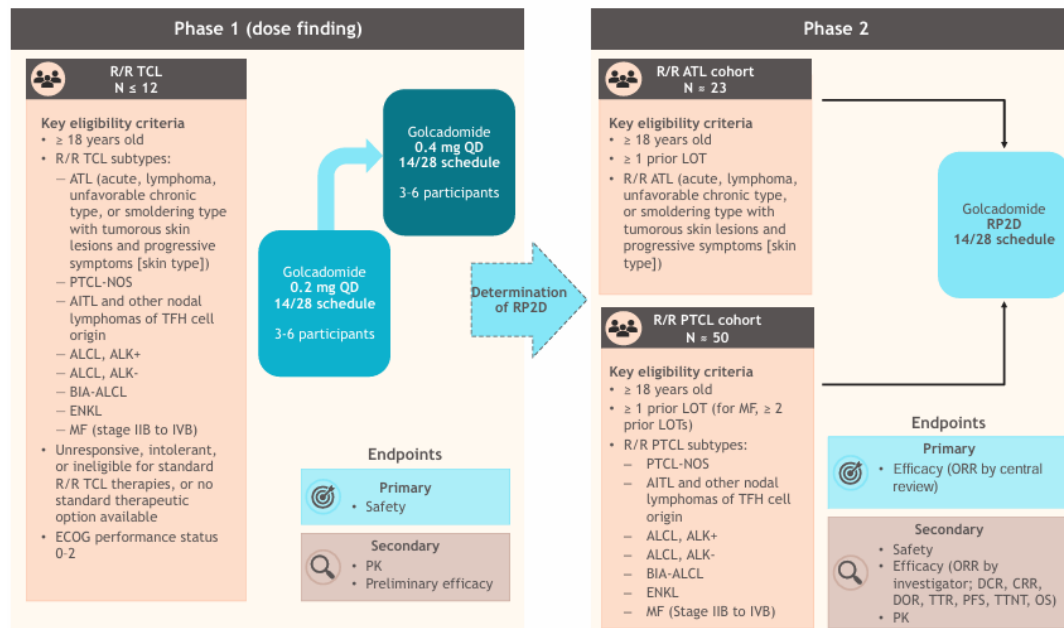 Phase 1 (dose finding)
R/R TCL
N ≤ 12
Key eligibility criteria
• ≥ 18 years old
• R/R TCL subtypes:
— ATL (acute, lymphoma,
unfavorable chronic
type, or smoldering type
with tumorous skin
lesions and progressive
symptoms [skin type])
— PTCL-NOS
— AITL and other nodal
lymphomas of TFH cell
origin
— ALCL, ALK+
— ALCL, ALK-
— BIA-ALCL
— ENKL
— MF (stage IIB to IVB)
• Unresponsive, intolerant,
or ineligible for standard
R/R TCL therapies, or no
standard therapeutic
option available
• ECOG performance status
0-2
Golcadomide
0.4 mg QD
14/28 schedule
3-6 participants
Golcadomide
0.2 mg QD
14/28 schedule
3-6 participants
Endpoints
Primary
• Safety
Secondary
• PK
• Preliminary efficacy
Determination
of RP2D
Phase 2
R/R ATL cohort
N = 23
Key eligibility criteria
• ≥ 18 years old
• ≥ 1 prior LOT
• R/R ATL (acute, lymphoma,
unfavorable chronic type,
or smoldering type with
tumorous skin lesions and
progressive symptoms [skin
type])
R/R PTCL cohort
N = 50
Key eligibility criteria
• ≥ 18 years old
• ≥ 1 prior LOT (for MF, ≥ 2
prior LOTs)
• R/R PTCL subtypes:
— PTCL-NOS
— AITL and other nodal
lymphomas of TFH cell
origin
— ALCL, ALK+
— ALCL, ALK-
— BIA-ALCL
— ENKL
— MF (Stage IIB to IVB)
Golcadomide
RP2D
14/28 schedule
Endpoints
Primary
• Efficacy (ORR by central
review)
Secondary
• Safety
• Efficacy (ORR by
investigator; DCR, CRR,
DOR, TTR, PFS, TTNT, OS)
• PK